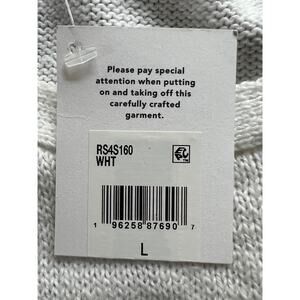 Please pay special
attention when putting
on and taking off this
carefully crafted
garment.
RS4S160
WHT
1 96258 87690 7
L